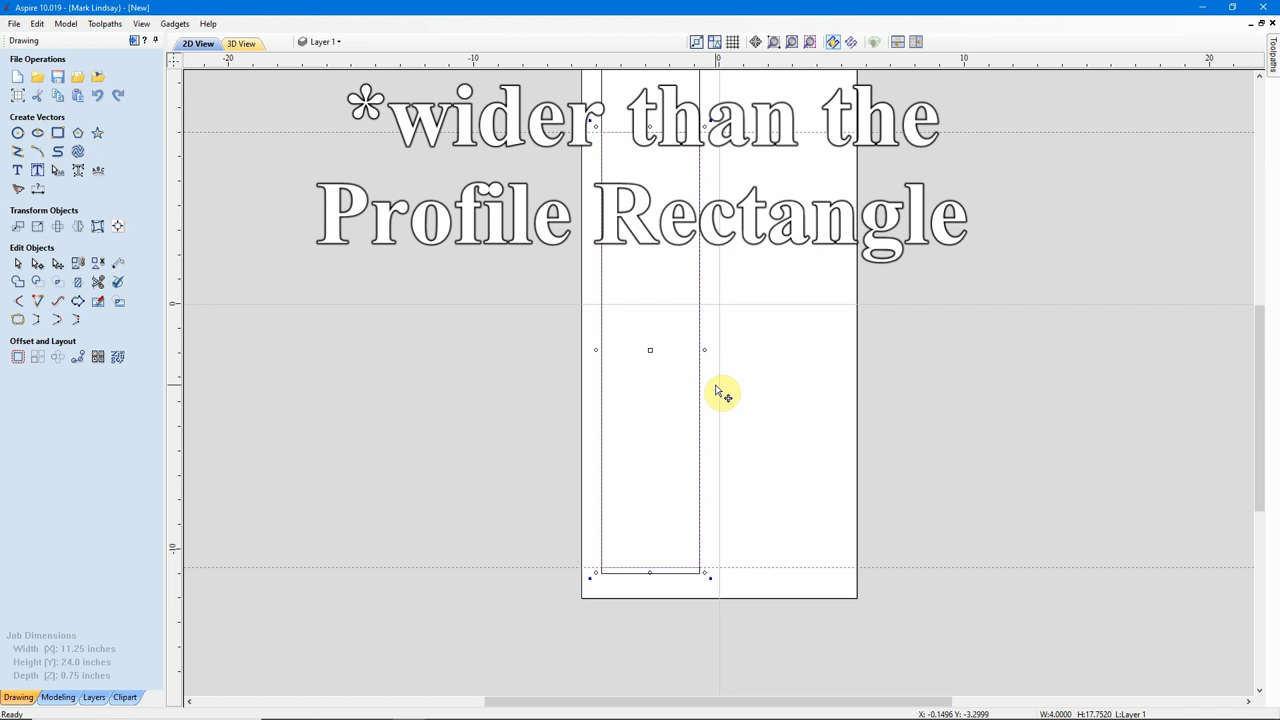 Aspire 10.019 - {Mark Lindsay} - [New]
File Edit Model Toolpaths View Gadgets Help
Drawing
2D View
3D View
Layer 1
Toolpaths
File Operations
-20
-10
0
10
20
*wider than the
Create Vectors
Profile Rectangle
Transform Objects
Edit Objects
0
Offset and Layout
-10
Job Dimensions
Width (X): 11.25 inches
Height (Y): 24.0 inches
Depth (Z): 0.75 inches
Drawing Modeling Layers Clipart
Ready
X: -0.1496 Y: -3.2999
W:4.0000 H:17.7520 L:Layer 1